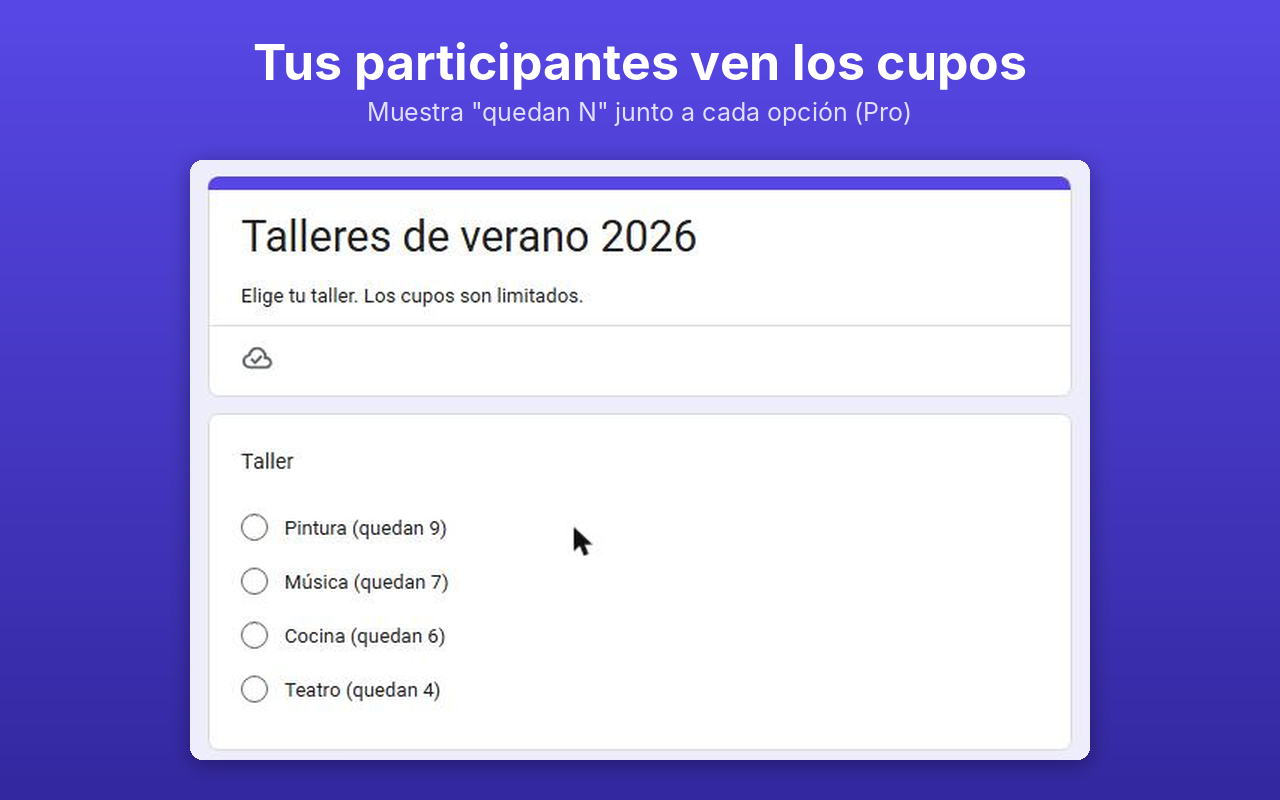 Tus participantes ven los cupos
Muestra "quedan N" junto a cada opción (Pro)
Talleres de verano 2026
Elige tu taller. Los cupos son limitados.
Taller
Pintura (quedan 9)
Música (quedan 7)
Cocina (quedan 6)
Teatro (quedan 4)